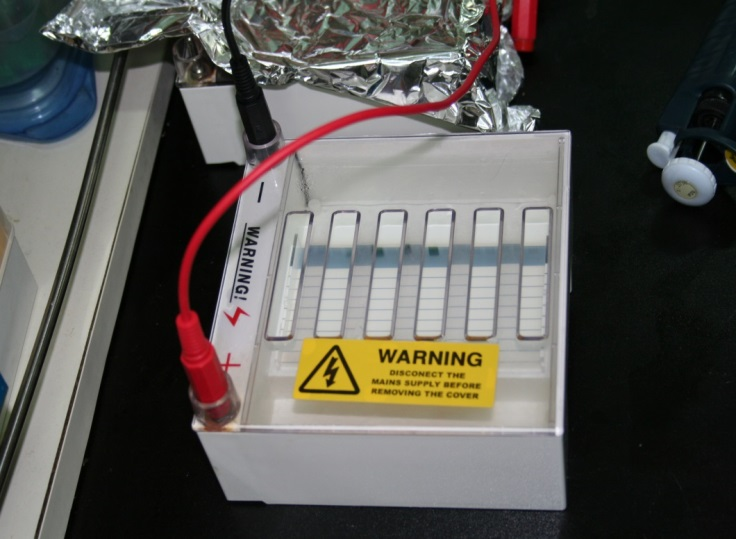 WARNING!
WARNING
DISCONECT THE
MAINS SUPPLY BEFORE
REMOVING THE COVER